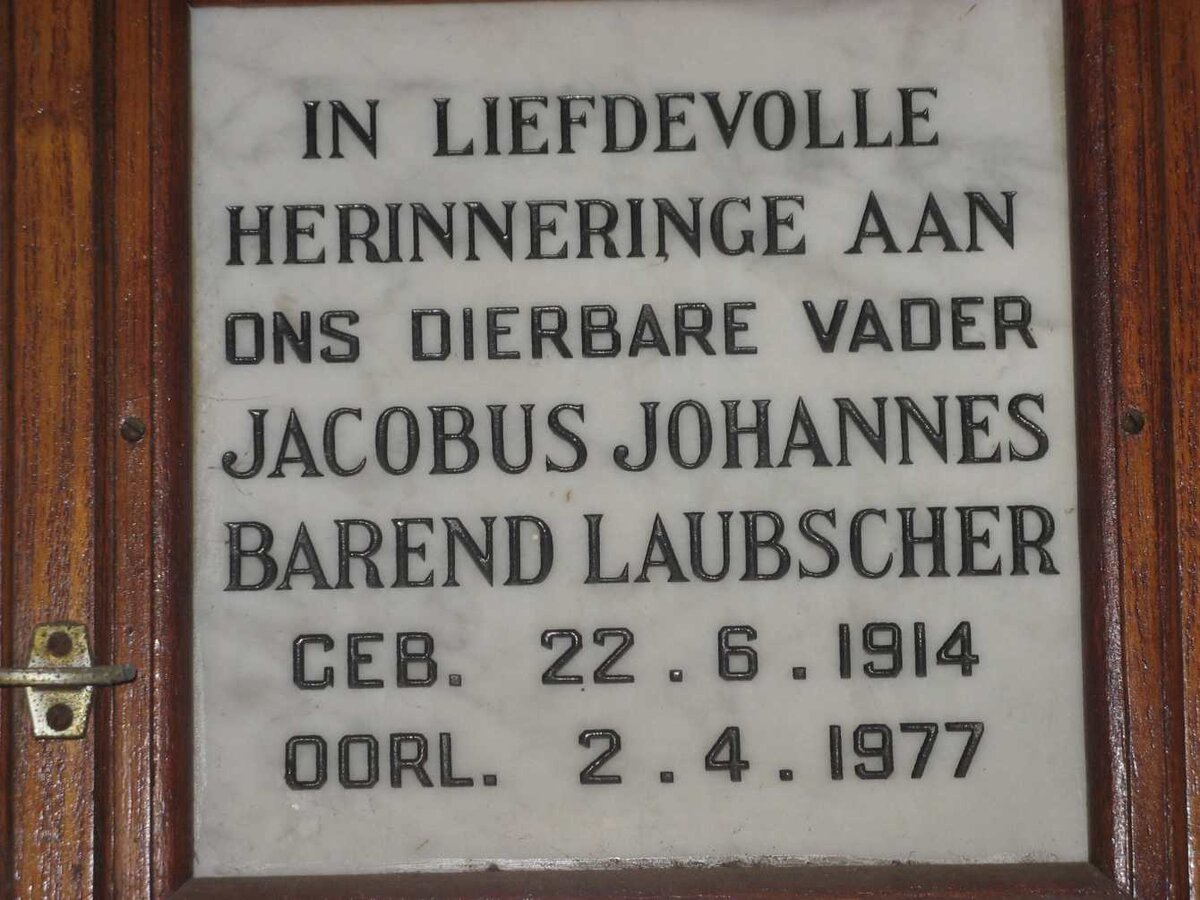 IN LIEFDEVOLLE
HERINNERINGE AAN
ONS DIERBARE VADER
JACOBUS JOHANNES
BAREND LAUBSCHER
GEB. 22.6.1914
OORL. 2.4.1977